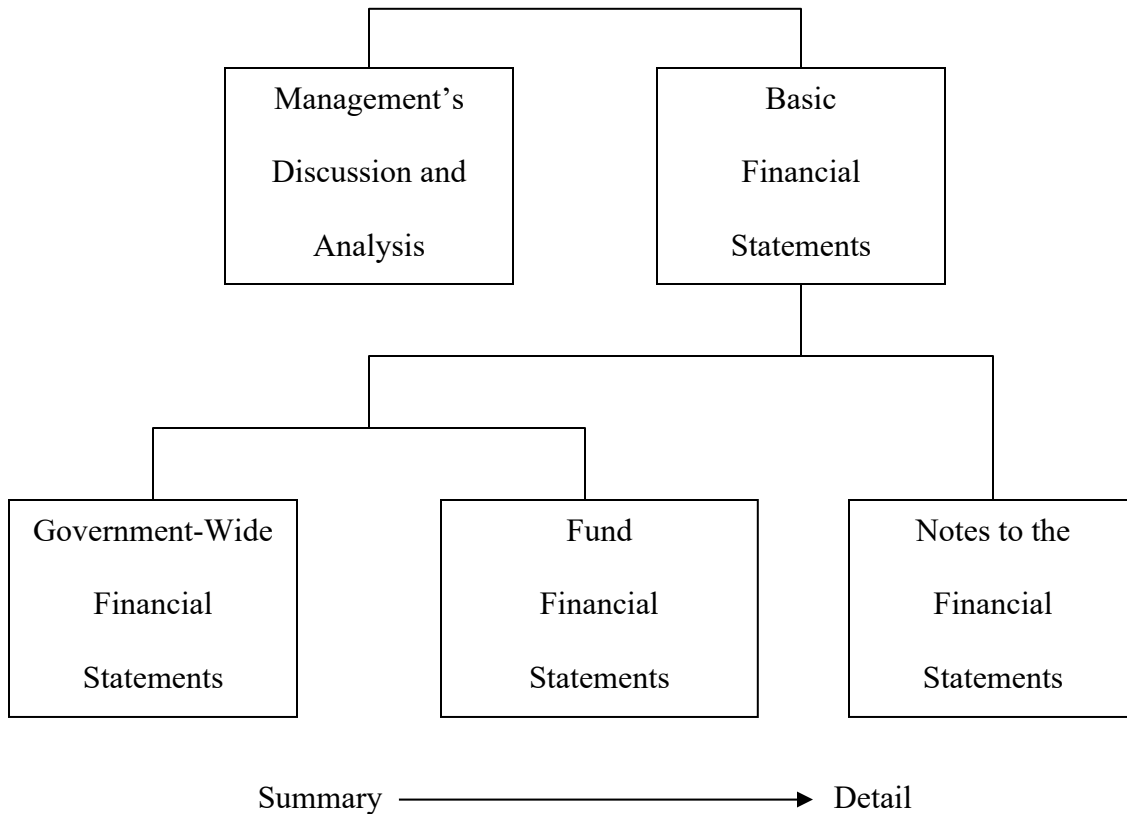 Management’s
Discussion and
Analysis
Basic
Financial
Statements
Government-Wide
Financial
Statements
Fund
Financial
Statements
Notes to the
Financial
Statements
Summary
Detail